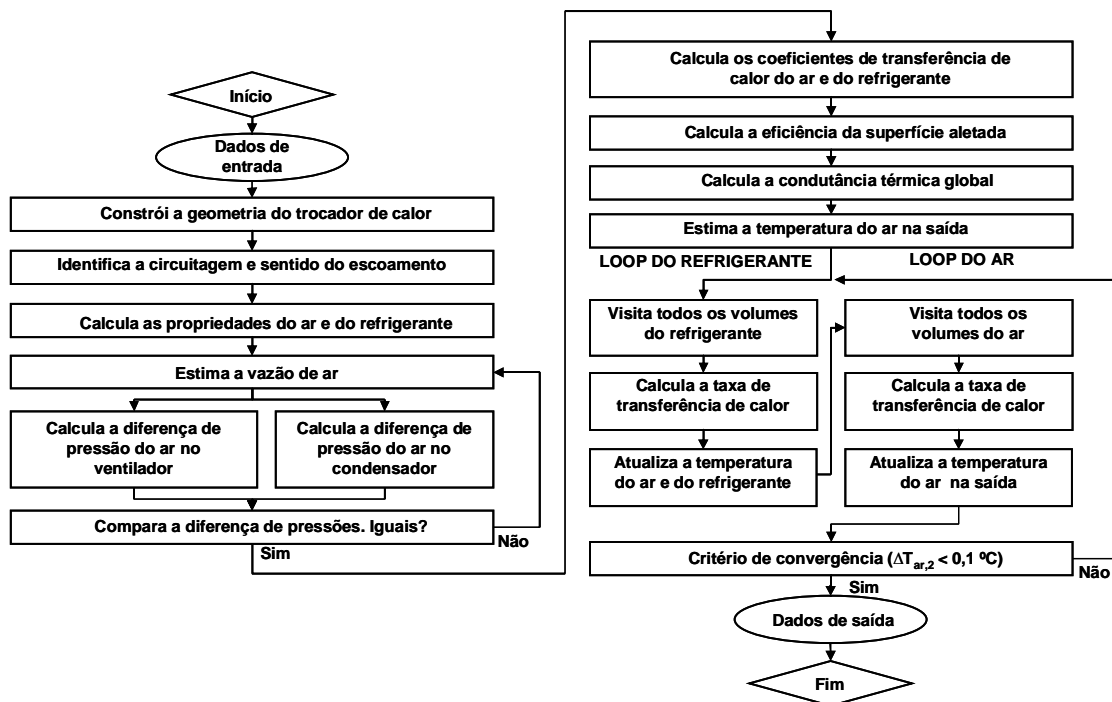 Início
Dados de
entrada
Constrói a geometria do trocador de calor
Identifica a circuitagem e sentido do escoamento
Calcula as propriedades do ar e do refrigerante
Estima a vazão de ar
Calcula a diferença de
pressão do ar no
ventilador
Calcula a diferença de
pressão do ar no
condensador
Compara a diferença de pressões. Iguais?
Não
Sim
Calcula os coeficientes de transferência de
calor do ar e do refrigerante
Calcula a eficiência da superfície aletada
Calcula a condutância térmica global
Estima a temperatura do ar na saída
LOOP DO REFRIGERANTE
LOOP DO AR
Visita todos os volumes
do refrigerante
Calcula a taxa de
transferência de calor
Atualiza a temperatura
do ar e do refrigerante
Visita todos os
volumes do ar
Calcula a taxa de
transferência de calor
Atualiza a temperatura
do ar na saída
Critério de convergência (ΔTar,2 < 0,1 ºC)
Não
Sim
Dados de saída
Fim